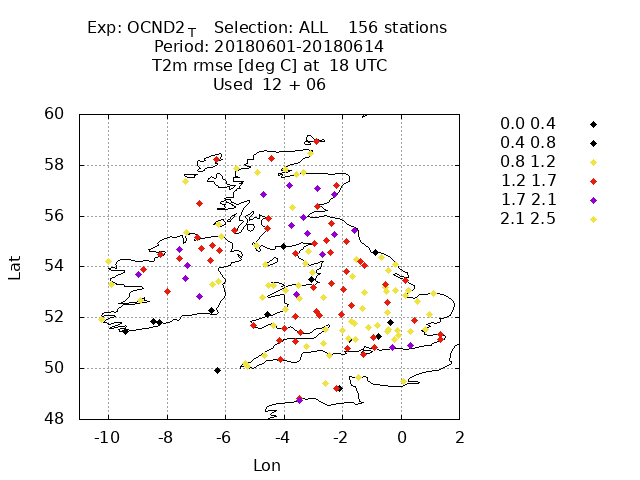 Exp: OCND2 T   Selection: ALL    156 stations
Period: 20180601-20180614
T2m rmse [deg C] at  18 UTC
Used  12 + 06
60
58
56
54
52
50
48
-10 -8 -6 -4 -2 0 2
Lat
Lon
0.0 0.4
0.4 0.8
0.8 1.2
1.2 1.7
1.7 2.1
2.1 2.5